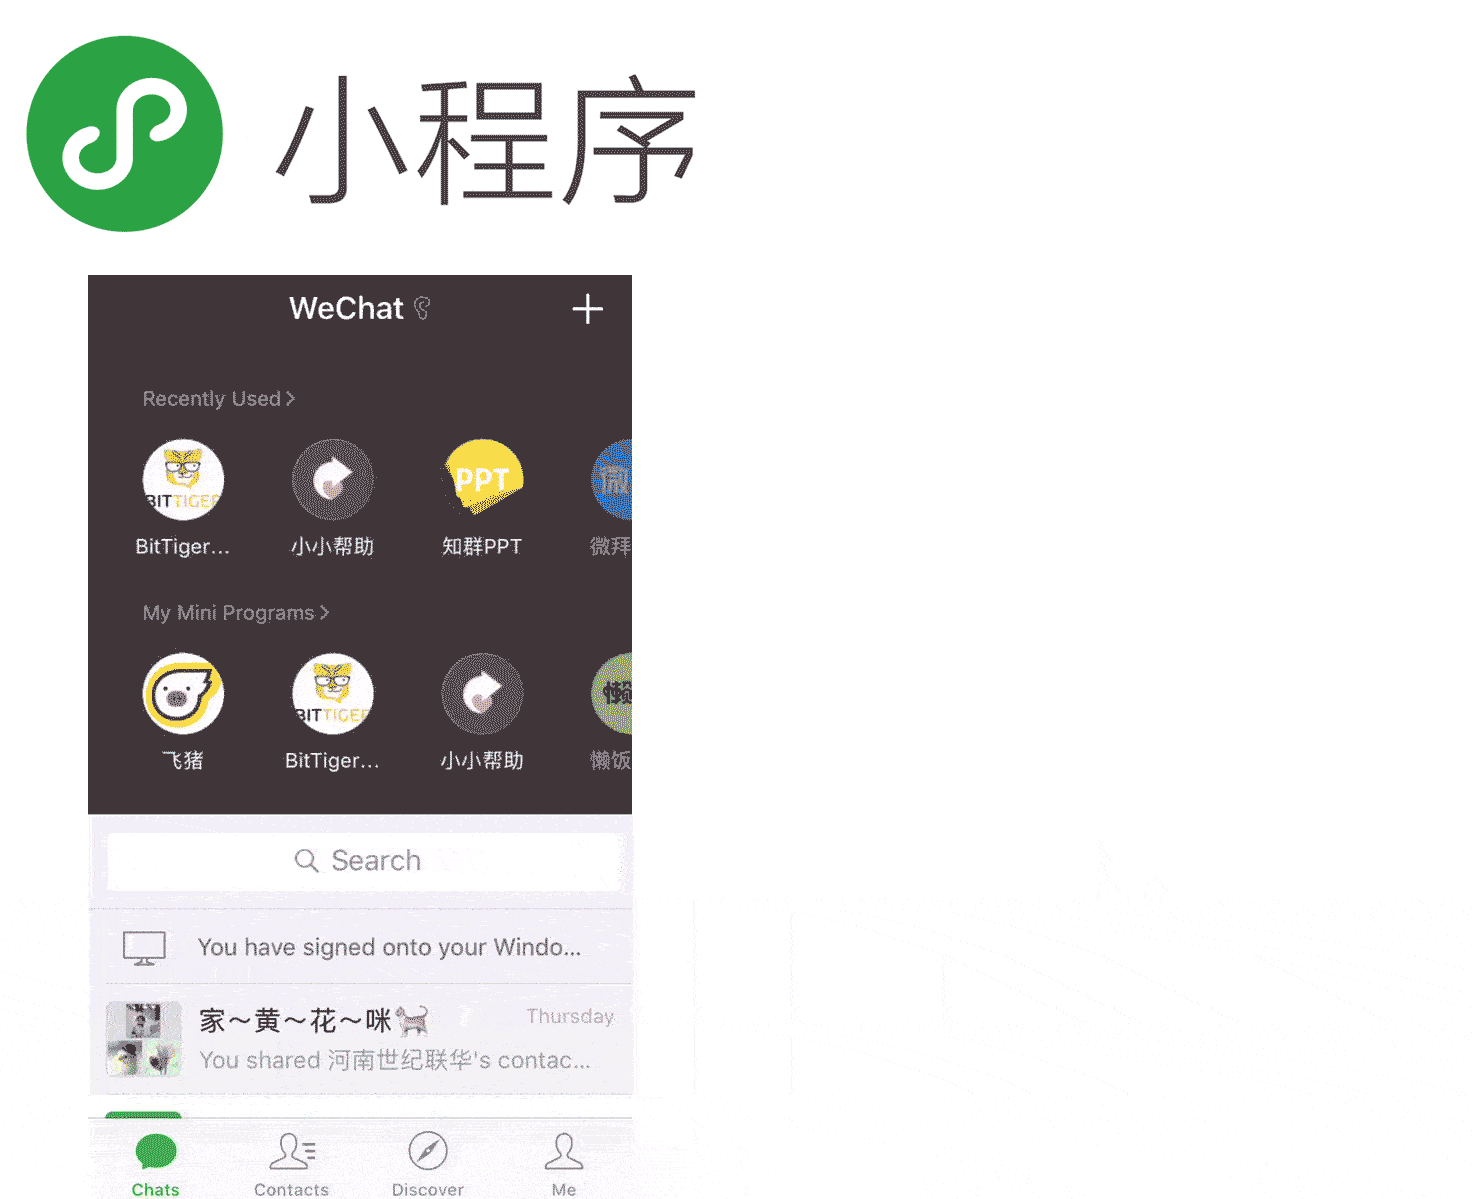 小程序
WeChat
Recently Used
BITTIGER
PPT
微
BitTiger...
小小帮助
知群PPT
微拜
My Mini Programs
BITTIGER
懒
飞猪
BitTiger...
小小帮助
懒饭
Search
You have signed onto your Windo...
家～黄～花～咪
Thursday
You shared 河南世纪联华's contac...
Chats
Contacts
Discover
Me